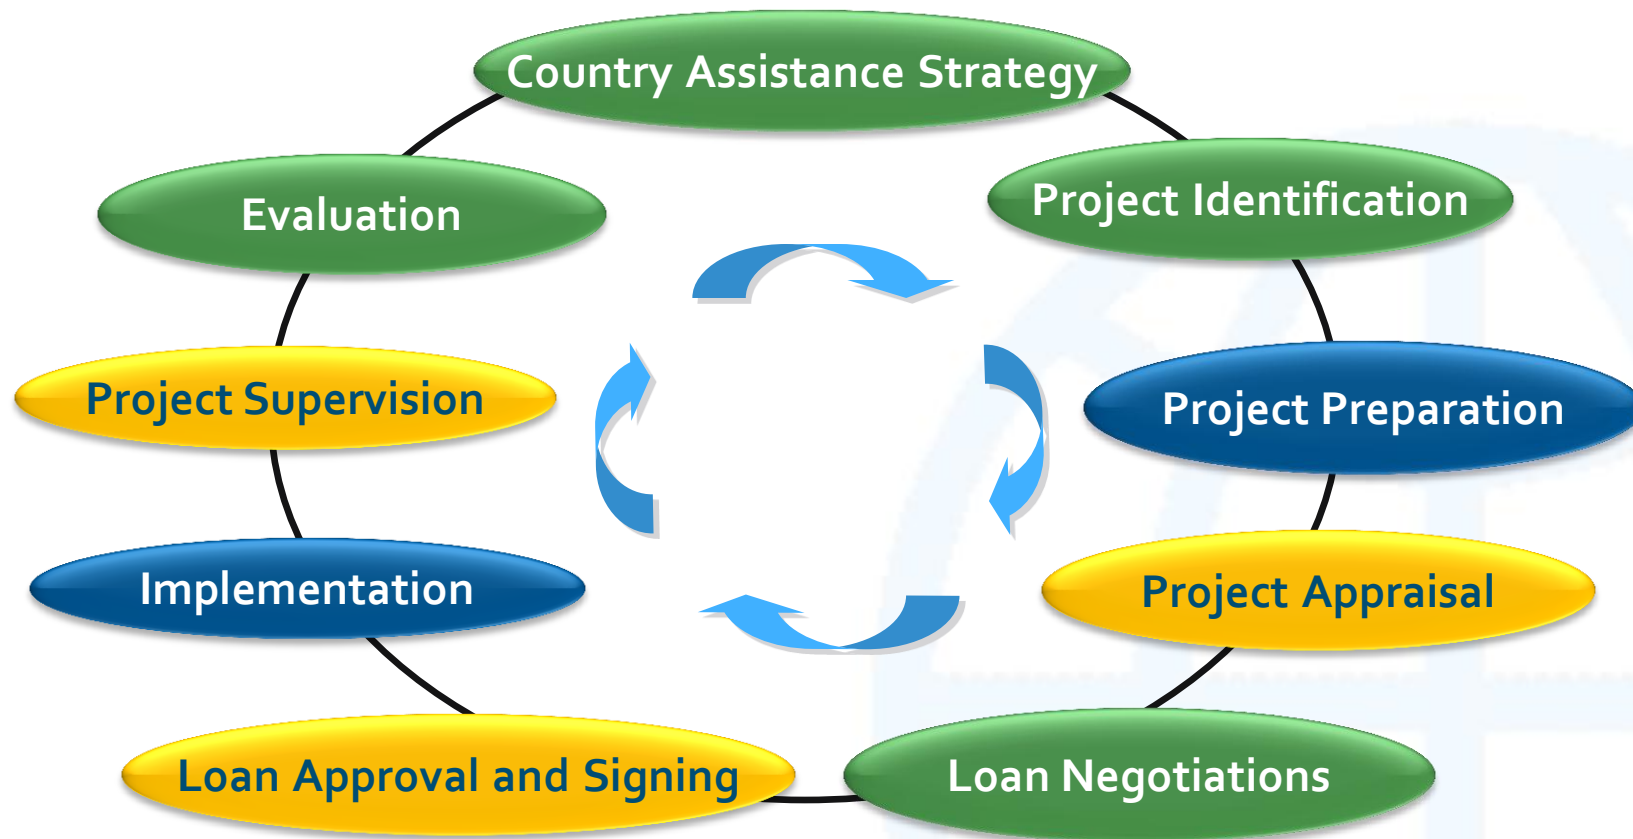 Country Assistance Strategy
Project Identification
Project Preparation
Project Appraisal
Loan Negotiations
Loan Approval and Signing
Implementation
Project Supervision
Evaluation